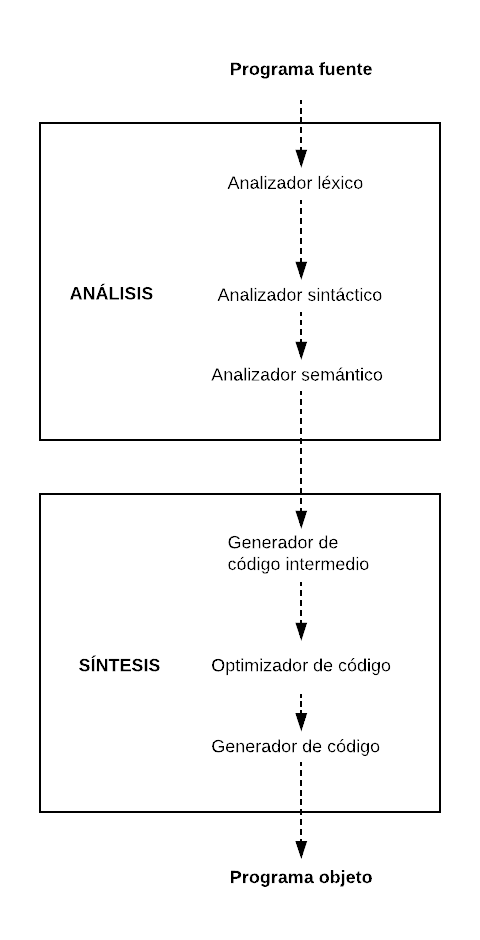 Programa fuente
Analizador léxico
ANÁLISIS
Analizador sintáctico
Analizador semántico
Generador de
código intermedio
SÍNTESIS
Optimizador de código
Generador de código
Programa objeto